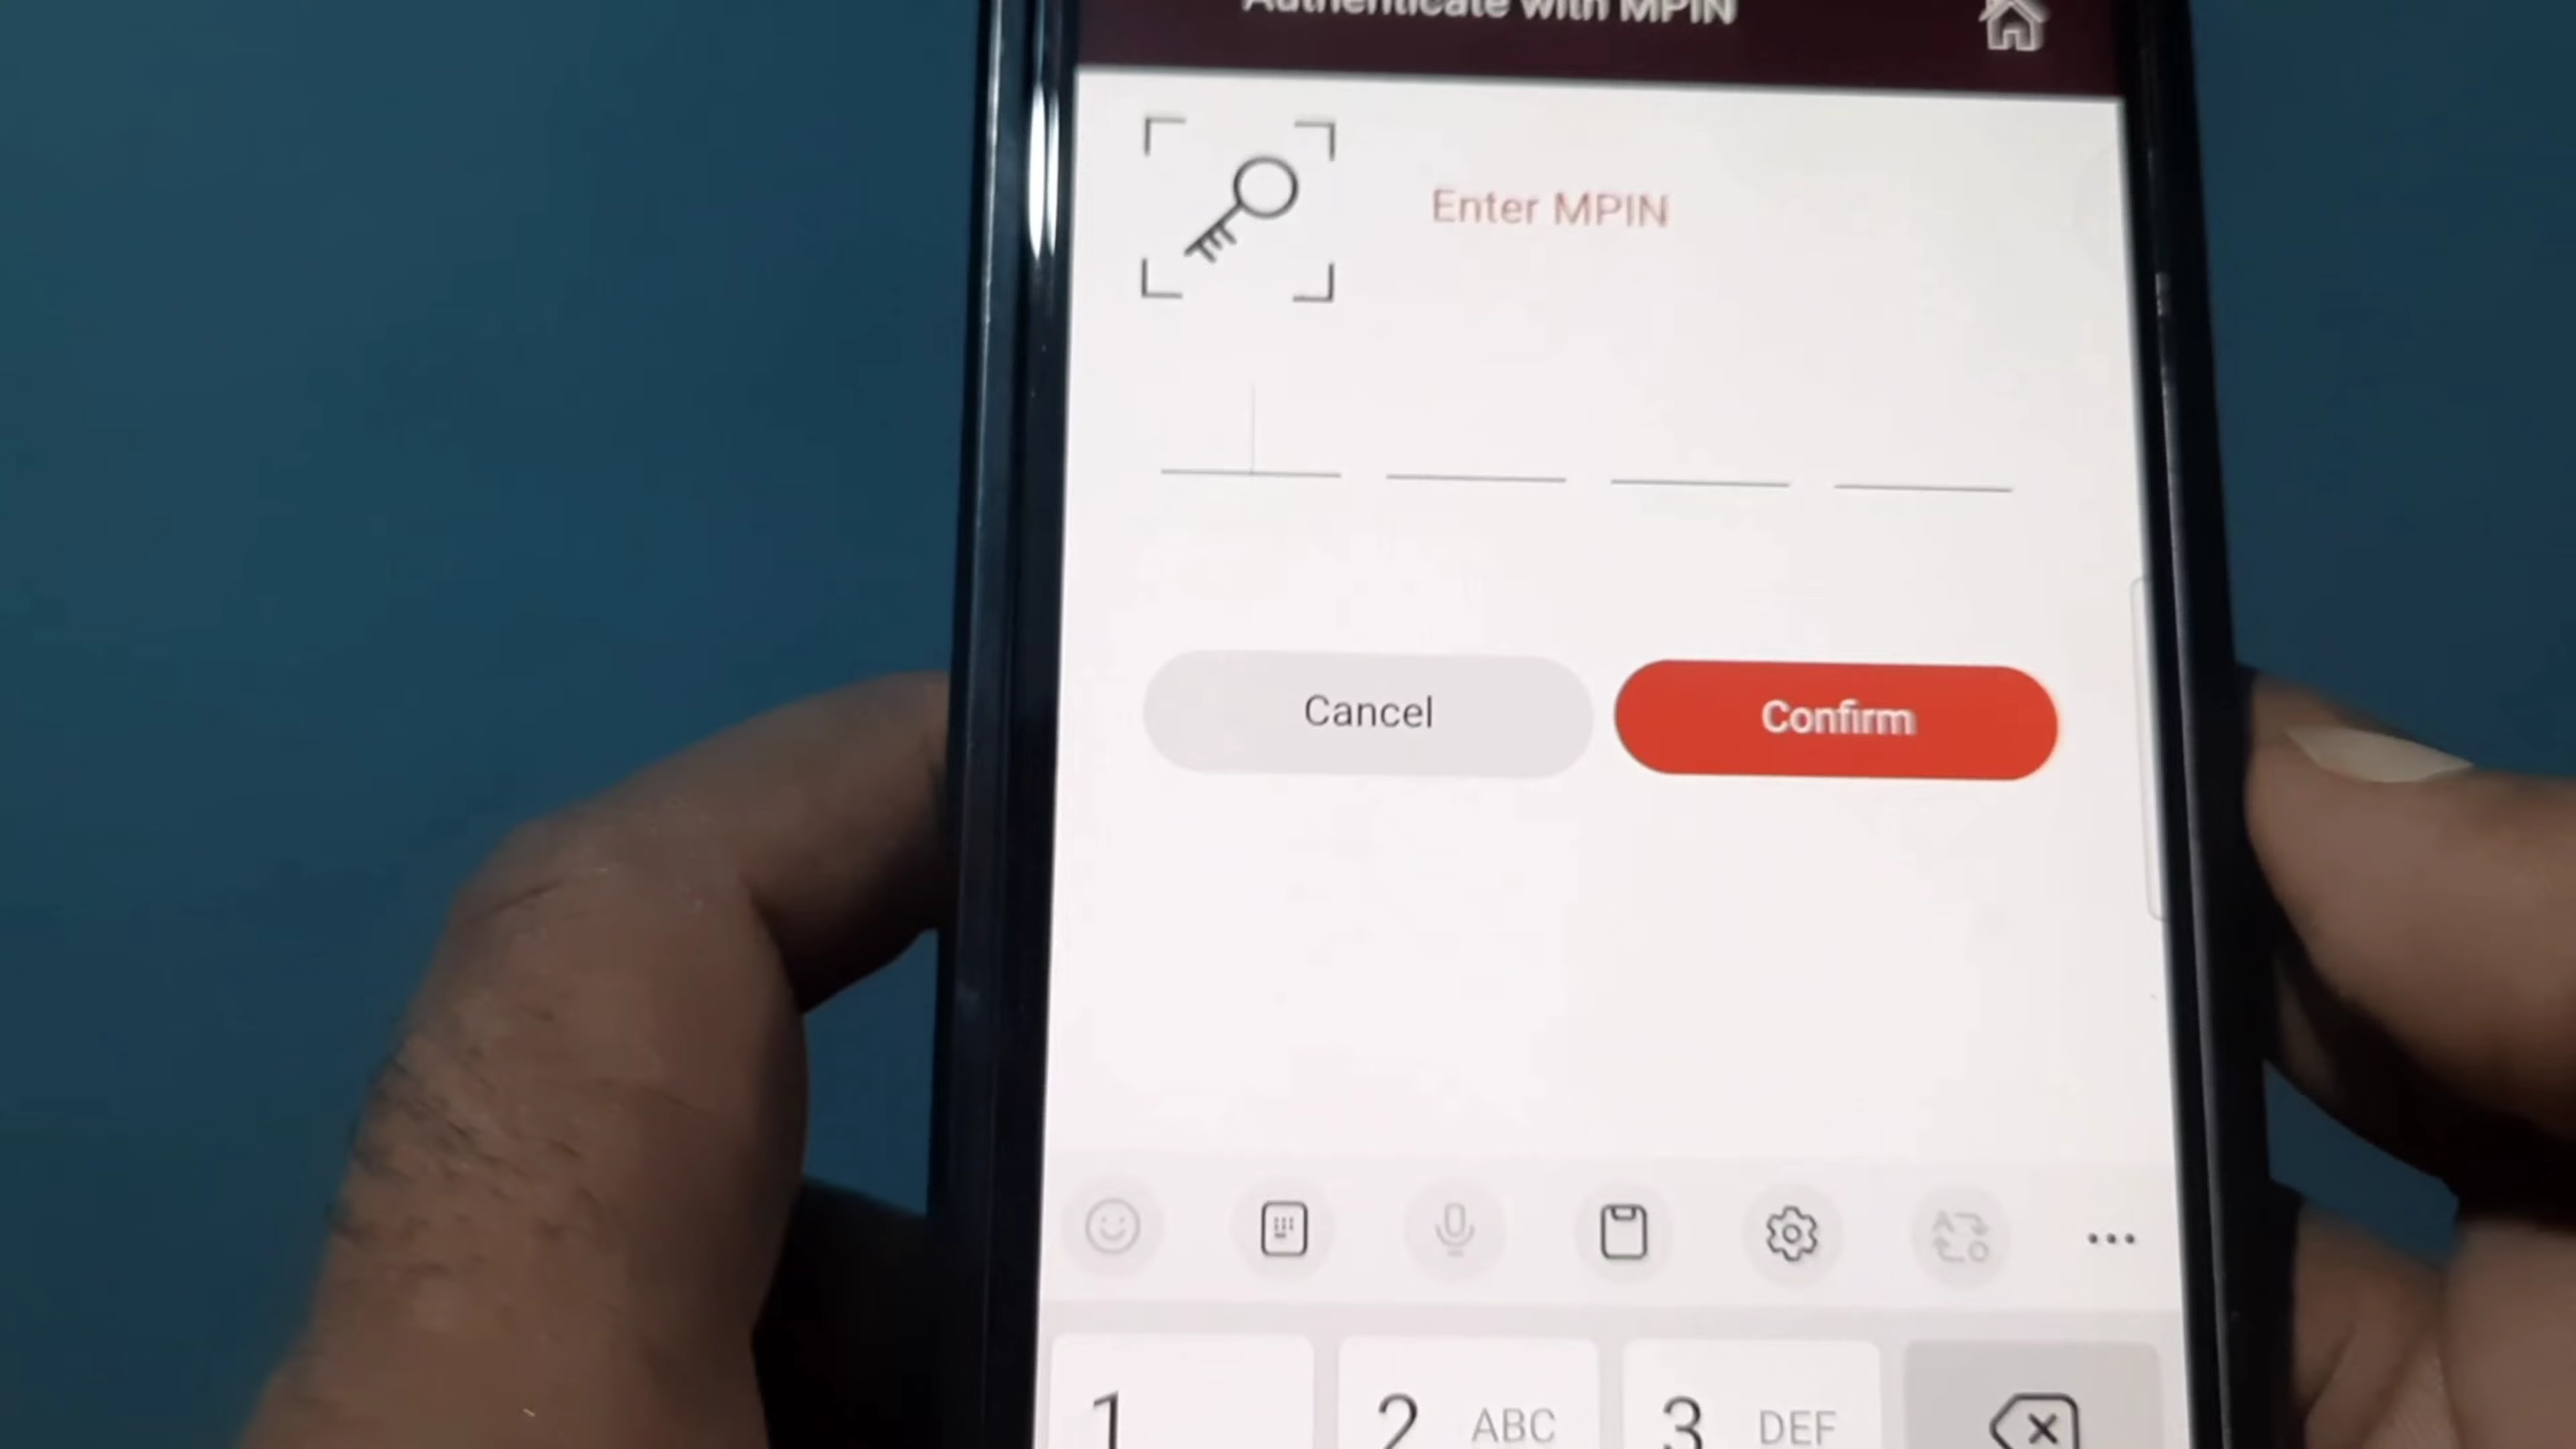 Authenticate with MPIN
Enter MPIN
Cancel
Confirm
1
2 ABC
3 DEF